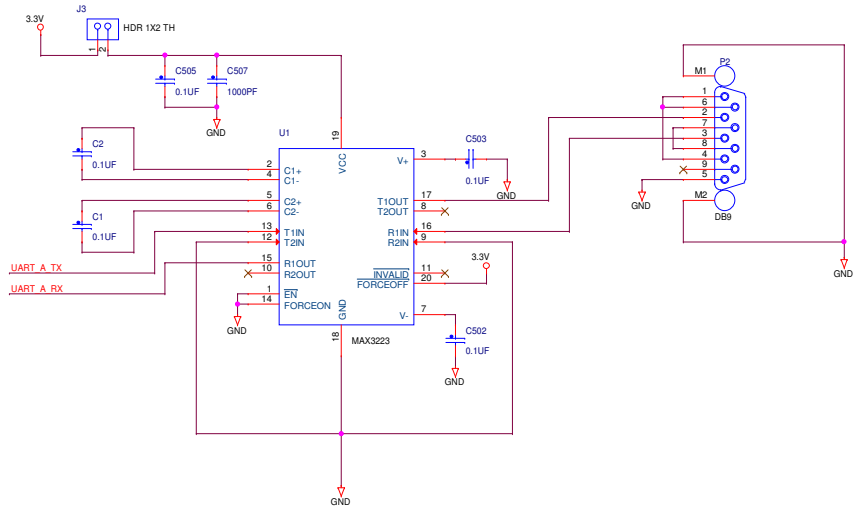 J3
3.3V
HDR 1X2 TH
1
2
C505
0.1UF
C507
1000PF
GND
P2
M1
1
6
2
7
3
8
4
9
5
M2
DB9
GND
GND
U1
19
VCC
C2
0.1UF
2 C1+
4 C1-
V+ 3
C503
0.1UF
GND
C1
0.1UF
5 C2+
6 C2-
T1OUT 17
T2OUT 8
13 T1IN
12 T2IN
R1IN 16
R2IN 9
UART_A_TX
UART_A_RX
15 R1OUT
10 R2OUT
INVALID 11
FORCEOFF 20
3.3V
1 EN
14 FORCEON
GND
GND
18
V- 7
MAX3223
C502
0.1UF
GND
GND